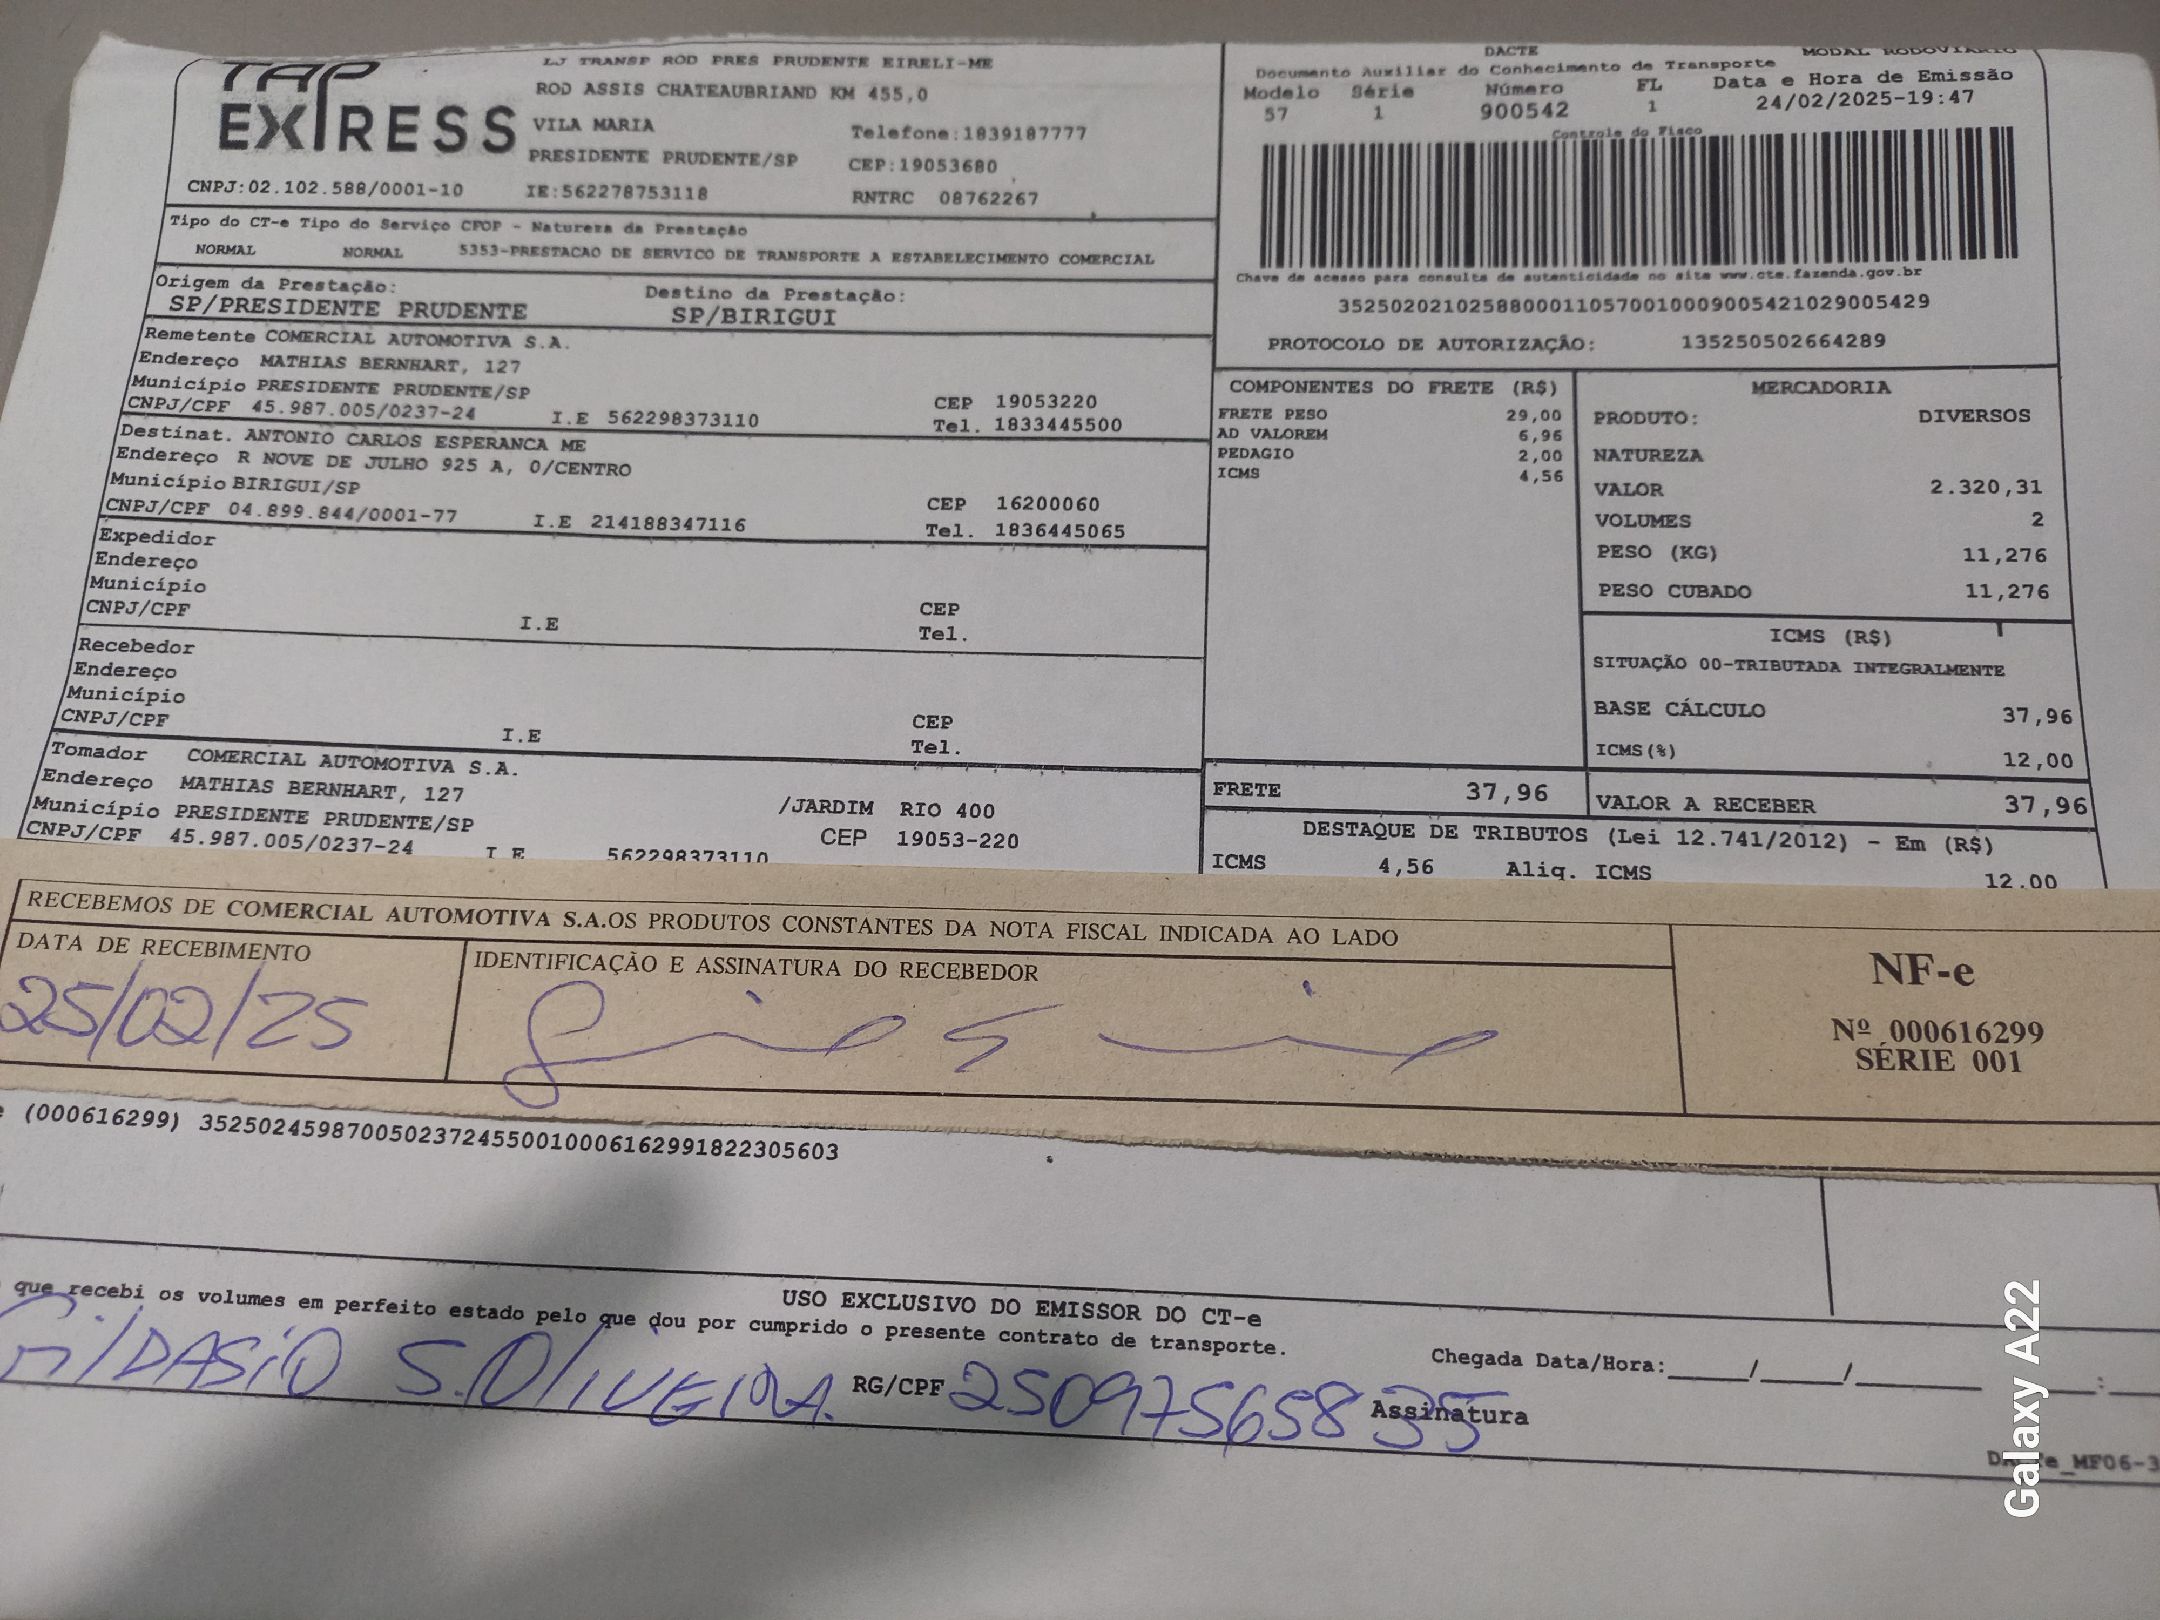 TAP EXPRESS
LJ TRANSP ROD PRES PRUDENTE EIRELI-ME
ROD ASSIS CHATEAUBRIAND KM 455,0
VILA MARIA Telefone:1839187777
PRESIDENTE PRUDENTE/SP CEP:19053680
CNPJ:02.102.588/0001-10 IE:562278753118 RNTRC 08762267
DACTE MODAL RODOVIÁRIO
Documento Auxiliar do Conhecimento de Transporte
Modelo Série Número FL Data e Hora de Emissão
57 1 900542 1 24/02/2025-19:47
Controle do Fisco
Chave de acesso para consulta de autenticidade no site www.cte.fazenda.gov.br
35250202102588000110570010009005421029005429
PROTOCOLO DE AUTORIZAÇÃO: 135250502664289
Tipo do CT-e Tipo do Serviço CFOP - Natureza da Prestação
NORMAL NORMAL 5353-PRESTACAO DE SERVICO DE TRANSPORTE A ESTABELECIMENTO COMERCIAL
Origem da Prestação: Destino da Prestação:
SP/PRESIDENTE PRUDENTE SP/BIRIGUI
Remetente COMERCIAL AUTOMOTIVA S.A.
Endereço MATHIAS BERNHART, 127
Município PRESIDENTE PRUDENTE/SP CEP 19053220
CNPJ/CPF 45.987.005/0237-24 I.E 562298373110 Tel. 1833445500
Destinat. ANTONIO CARLOS ESPERANCA ME
Endereço R NOVE DE JULHO 925 A, 0/CENTRO
Município BIRIGUI/SP CEP 16200060
CNPJ/CPF 04.899.844/0001-77 I.E 214188347116 Tel. 1836445065
Expedidor
Endereço
Município
CNPJ/CPF I.E CEP
Tel.
Recebedor
Endereço
Município
CNPJ/CPF I.E CEP
Tel.
Tomador COMERCIAL AUTOMOTIVA S.A.
Endereço MATHIAS BERNHART, 127 /JARDIM RIO 400
Município PRESIDENTE PRUDENTE/SP CEP 19053-220
CNPJ/CPF 45.987.005/0237-24 I E 562298373110
COMPONENTES DO FRETE (R$)
FRETE PESO 29,00
AD VALOREM 6,96
PEDAGIO 2,00
ICMS 4,56
FRETE 37,96
MERCADORIA
PRODUTO: DIVERSOS
NATUREZA
VALOR 2.320,31
VOLUMES 2
PESO (KG) 11,276
PESO CUBADO 11,276
ICMS (R$)
SITUAÇÃO 00-TRIBUTADA INTEGRALMENTE
BASE CÁLCULO 37,96
ICMS(%) 12,00
VALOR A RECEBER 37,96
DESTAQUE DE TRIBUTOS (Lei 12.741/2012) - Em (R$)
ICMS 4,56 Aliq. ICMS 12.00
RECEBEMOS DE COMERCIAL AUTOMOTIVA S.A.OS PRODUTOS CONSTANTES DA NOTA FISCAL INDICADA AO LADO
DATA DE RECEBIMENTO IDENTIFICAÇÃO E ASSINATURA DO RECEBEDOR
25/02/25
NF-e
Nº 000616299
SÉRIE 001
(000616299) 35250245987005023724550010006162991822305603
USO EXCLUSIVO DO EMISSOR DO CT-e
que recebi os volumes em perfeito estado pelo que dou por cumprido o presente contrato de transporte.
GilDASiO S.OliVEIRA. RG/CPF 25097565835 Assinatura
Chegada Data/Hora:____/____/______ __:__
Galaxy A22